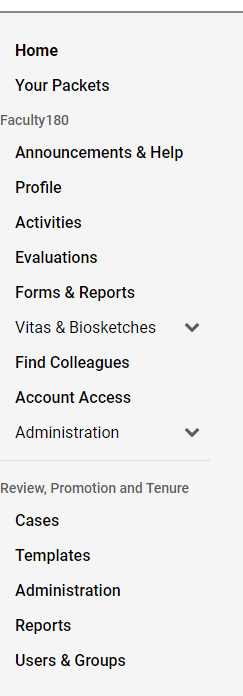 Home
Your Packets
Faculty180
Announcements & Help
Profile
Activities
Evaluations
Forms & Reports
Vitas & Biosketches
Find Colleagues
Account Access
Administration
Review, Promotion and Tenure
Cases
Templates
Administration
Reports
Users & Groups